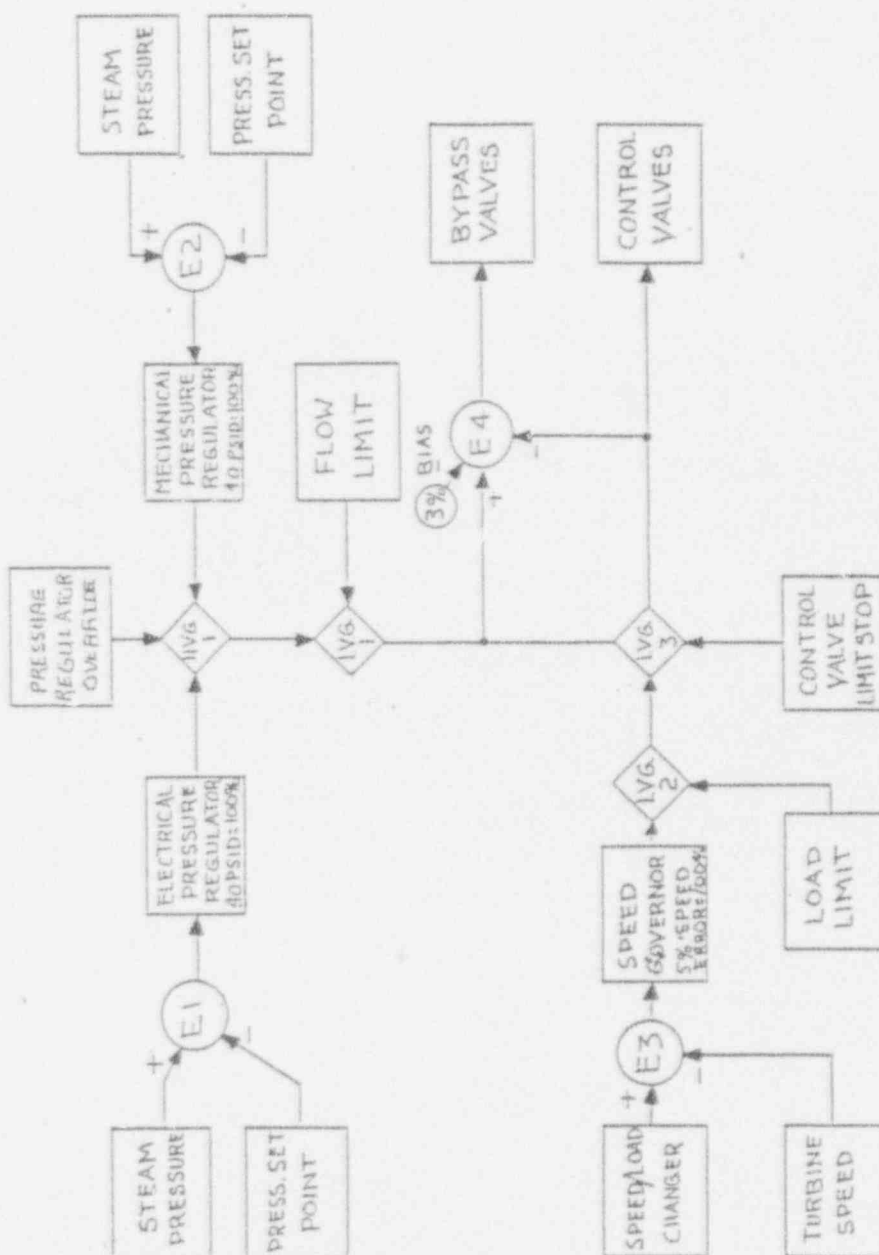 STEAM
PRESSURE
PRESS. SET
POINT
+
-
E1
ELECTRICAL
PRESSURE
REGULATOR
10 PSID:100%
PRESSURE
REGULATOR
OVERRIDE
HVG
1
MECHANICAL
PRESSURE
REGULATOR
10 PSID:100%
E2
+
-
STEAM
PRESSURE
PRESS. SET
POINT
FLOW
LIMIT
LVG
1
3%
BIAS
+
-
E4
BYPASS
VALVES
SPEED/LOAD
CHANGER
TURBINE
SPEED
+
-
E3
SPEED
GOVERNOR
5% SPEED
ERROR=100%
LVG
2
LOAD
LIMIT
LVG
3
CONTROL
VALVE
LIMIT STOP
CONTROL
VALVES